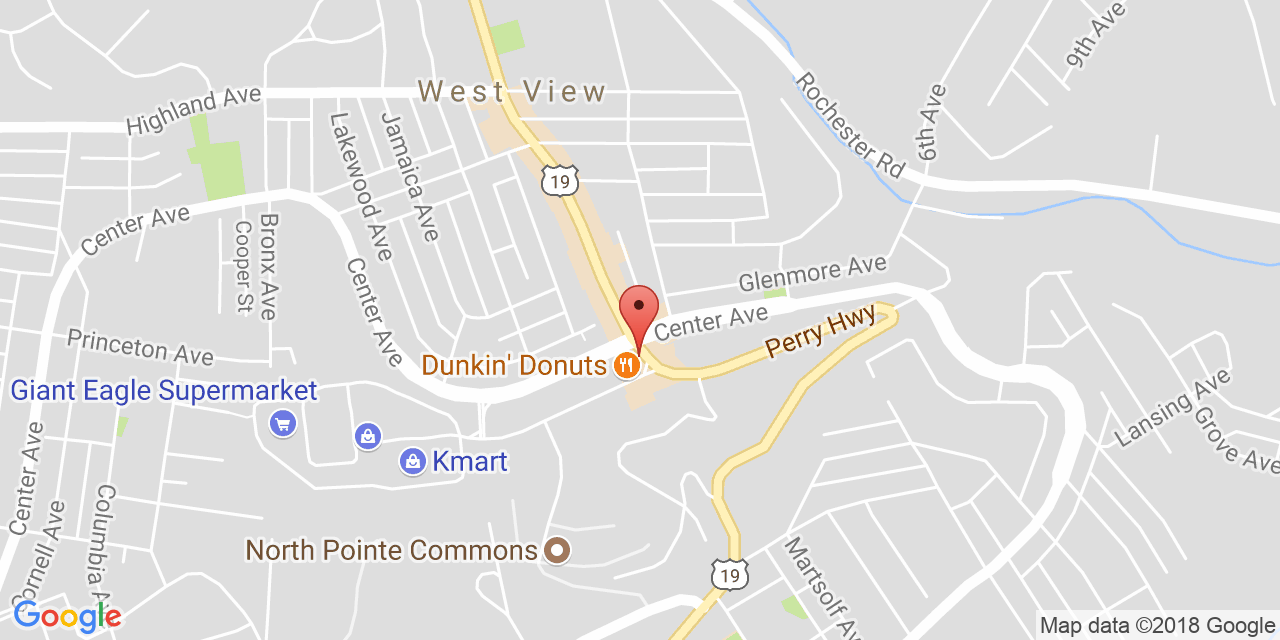 9th Ave
West View
Highland Ave
Rochester Rd
6th Ave
Lakewood Ave
Jamaica Ave
19
Center Ave
Bronx Ave
Cooper St
Glenmore Ave
Center Ave
Center Ave
Perry Hwy
Princeton Ave
Dunkin' Donuts
Giant Eagle Supermarket
Lansing Ave
Grove Ave
Kmart
Center Ave
Columbia A
Cornell Ave
North Pointe Commons
19
Martsolf Av
Google
Map data ©2018 Google